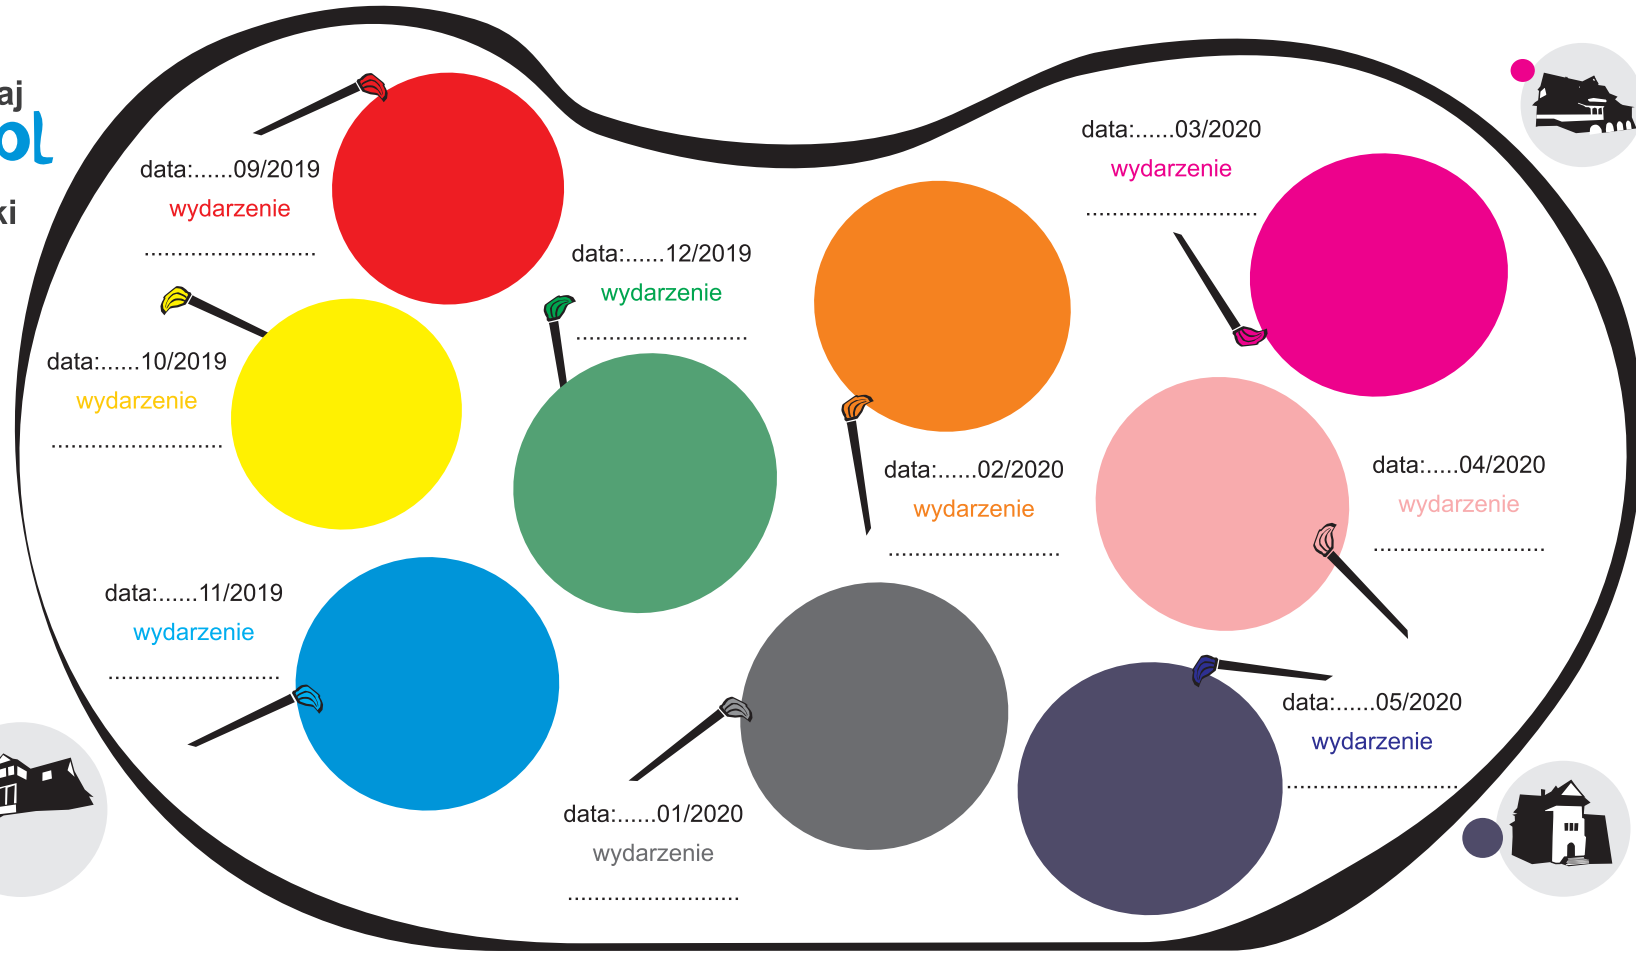 aj
ol
ki
data:......09/2019
wydarzenie
..........................
data:......10/2019
wydarzenie
..........................
data:......11/2019
wydarzenie
..........................
data:......12/2019
wydarzenie
..........................
data:......01/2020
wydarzenie
..........................
data:......02/2020
wydarzenie
..........................
data:......03/2020
wydarzenie
..........................
data:.....04/2020
wydarzenie
..........................
data:......05/2020
wydarzenie
..........................